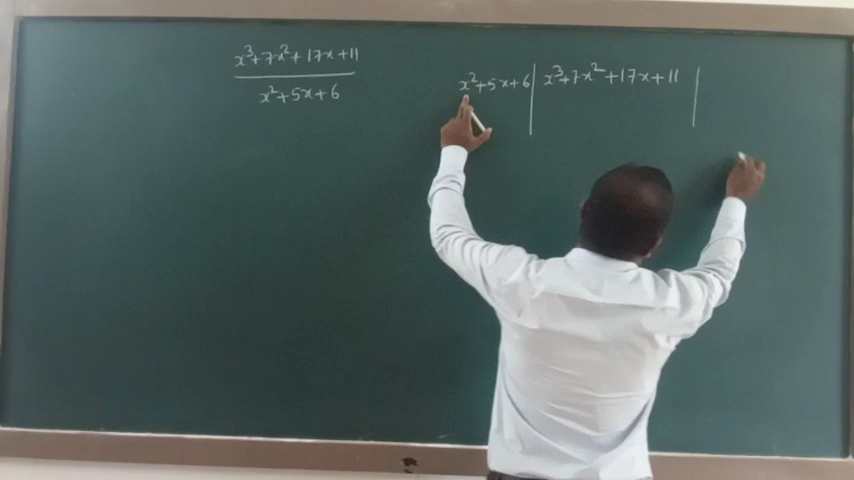 x³+7x²+17x+11
x²+5x+6
x²+5x+6 | x³+7x²+17x+11 |